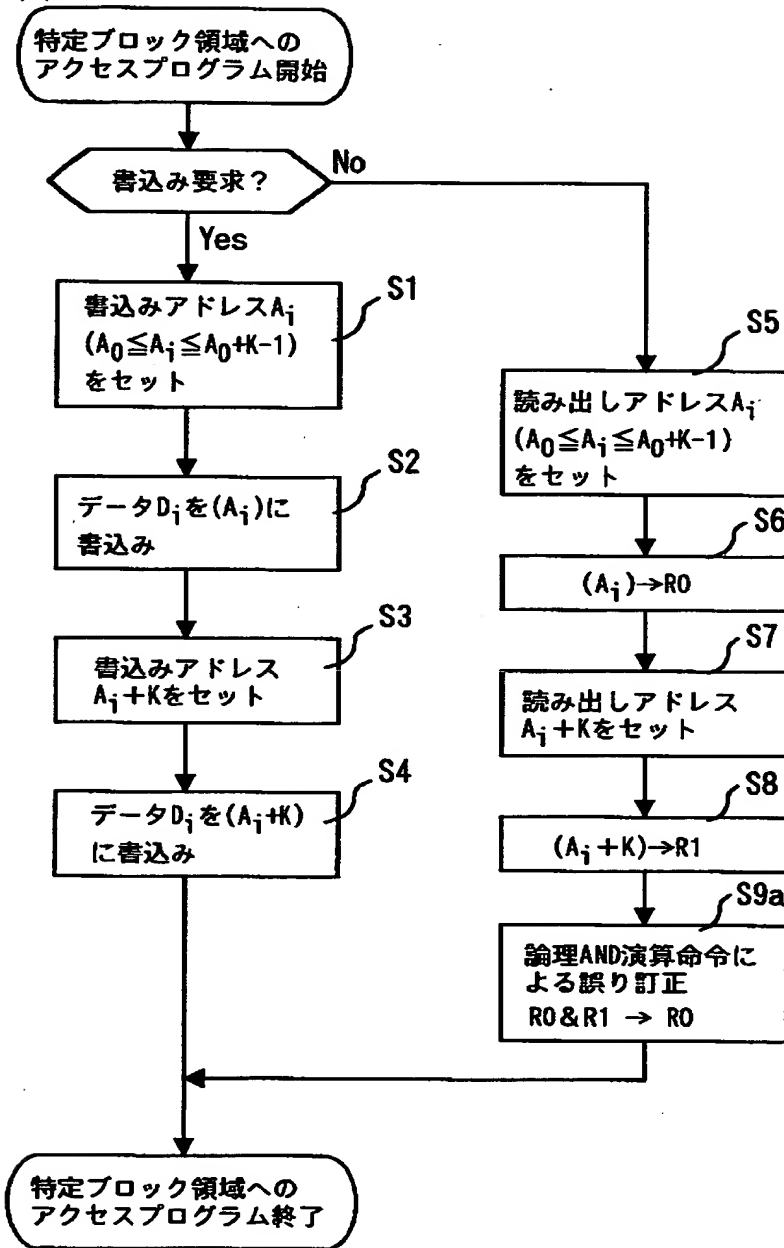 特定ブロック領域への
アクセスプログラム開始
書込み要求?
No
Yes
S1
書込みアドレスAi
(A0≦Ai≦A0+K-1)
をセット
S2
データDiを(Ai)に
書込み
S3
書込みアドレス
Ai+Kをセット
S4
データDiを(Ai+K)
に書込み
S5
読み出しアドレスAi
(A0≦Ai≦A0+K-1)
をセット
S6
(Ai)→R0
S7
読み出しアドレス
Ai+Kをセット
S8
(Ai+K)→R1
S9a
論理AND演算命令に
よる誤り訂正
R0&R1 → R0
特定ブロック領域への
アクセスプログラム終了